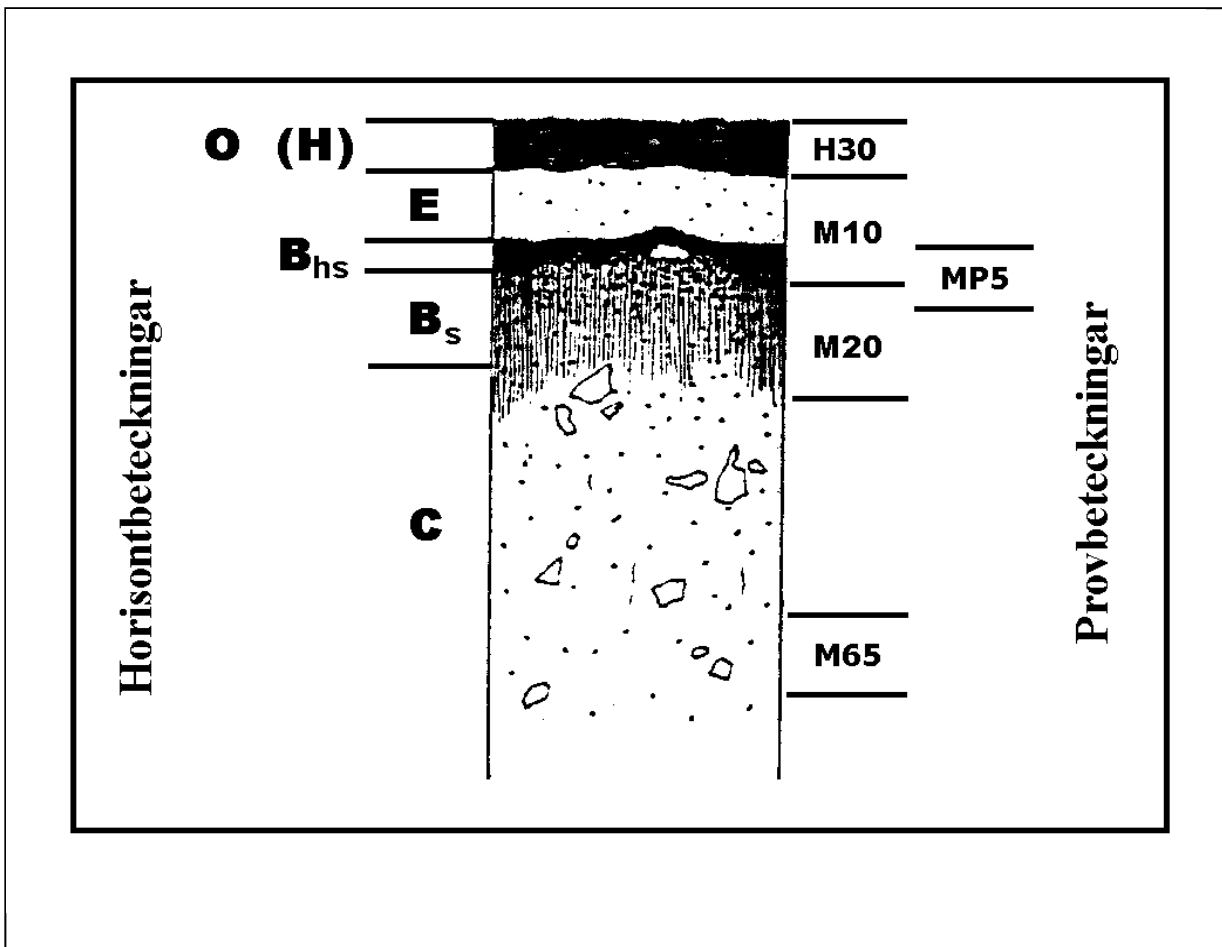 Horisontbeteckningar
O (H)
E
Bhs
Bs
C
H30
M10
MP5
M20
M65
Provbeteckningar